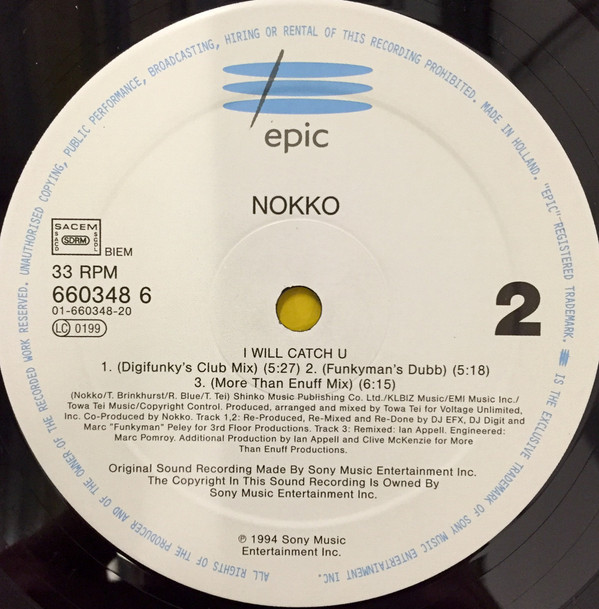 UNAUTHORISED COPYING, PUBLIC PERFORMANCE, BROADCASTING, HIRING OR RENTAL OF THIS RECORDING PROHIBITED. MADE IN HOLLAND. "EPIC" REGISTERED TRADEMARK. IS THE EXCLUSIVE TRADEMARK OF SONY MUSIC ENTERTAINMENT INC.
ALL RIGHTS OF THE PRODUCER AND OF THE OWNER OF THE RECORDED WORK RESERVED.
epic
NOKKO
SACEM
SACD
SDRM
SGDL
BIEM
33 RPM
660348 6
01-660348-20
LC 0199
2
I WILL CATCH U
1. (Digifunky's Club Mix) (5:27) 2. (Funkyman's Dubb) (5:18)
3. (More Than Enuff Mix) (6:15)
(Nokko/T. Brinkhurst/R. Blue/T. Tei) Shinko Music Publishing Co. Ltd./KLBIZ Music/EMI Music Inc./
Towa Tei Music/Copyright Control. Produced, arranged and mixed by Towa Tei for Voltage Unlimited,
Inc. Co-Produced by Nokko. Track 1,2: Re-Produced, Re-Mixed and Re-Done by DJ EFX, DJ Digit and
Marc "Funkyman" Peley for 3rd Floor Productions. Track 3: Remixed: Ian Appell. Engineered:
Marc Pomroy. Additional Production by Ian Appell and Clive McKenzie for More
Than Enuff Productions.
Original Sound Recording Made By Sony Music Entertainment Inc.
The Copyright In This Sound Recording Is Owned By
Sony Music Entertainment Inc.
℗ 1994 Sony Music
Entertainment Inc.